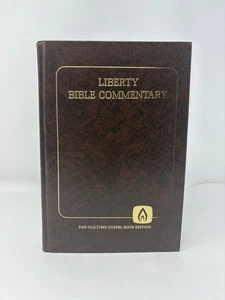 LIBERTY
BIBLE COMMENTARY
THE OLD TIME GOSPEL HOUR EDITION